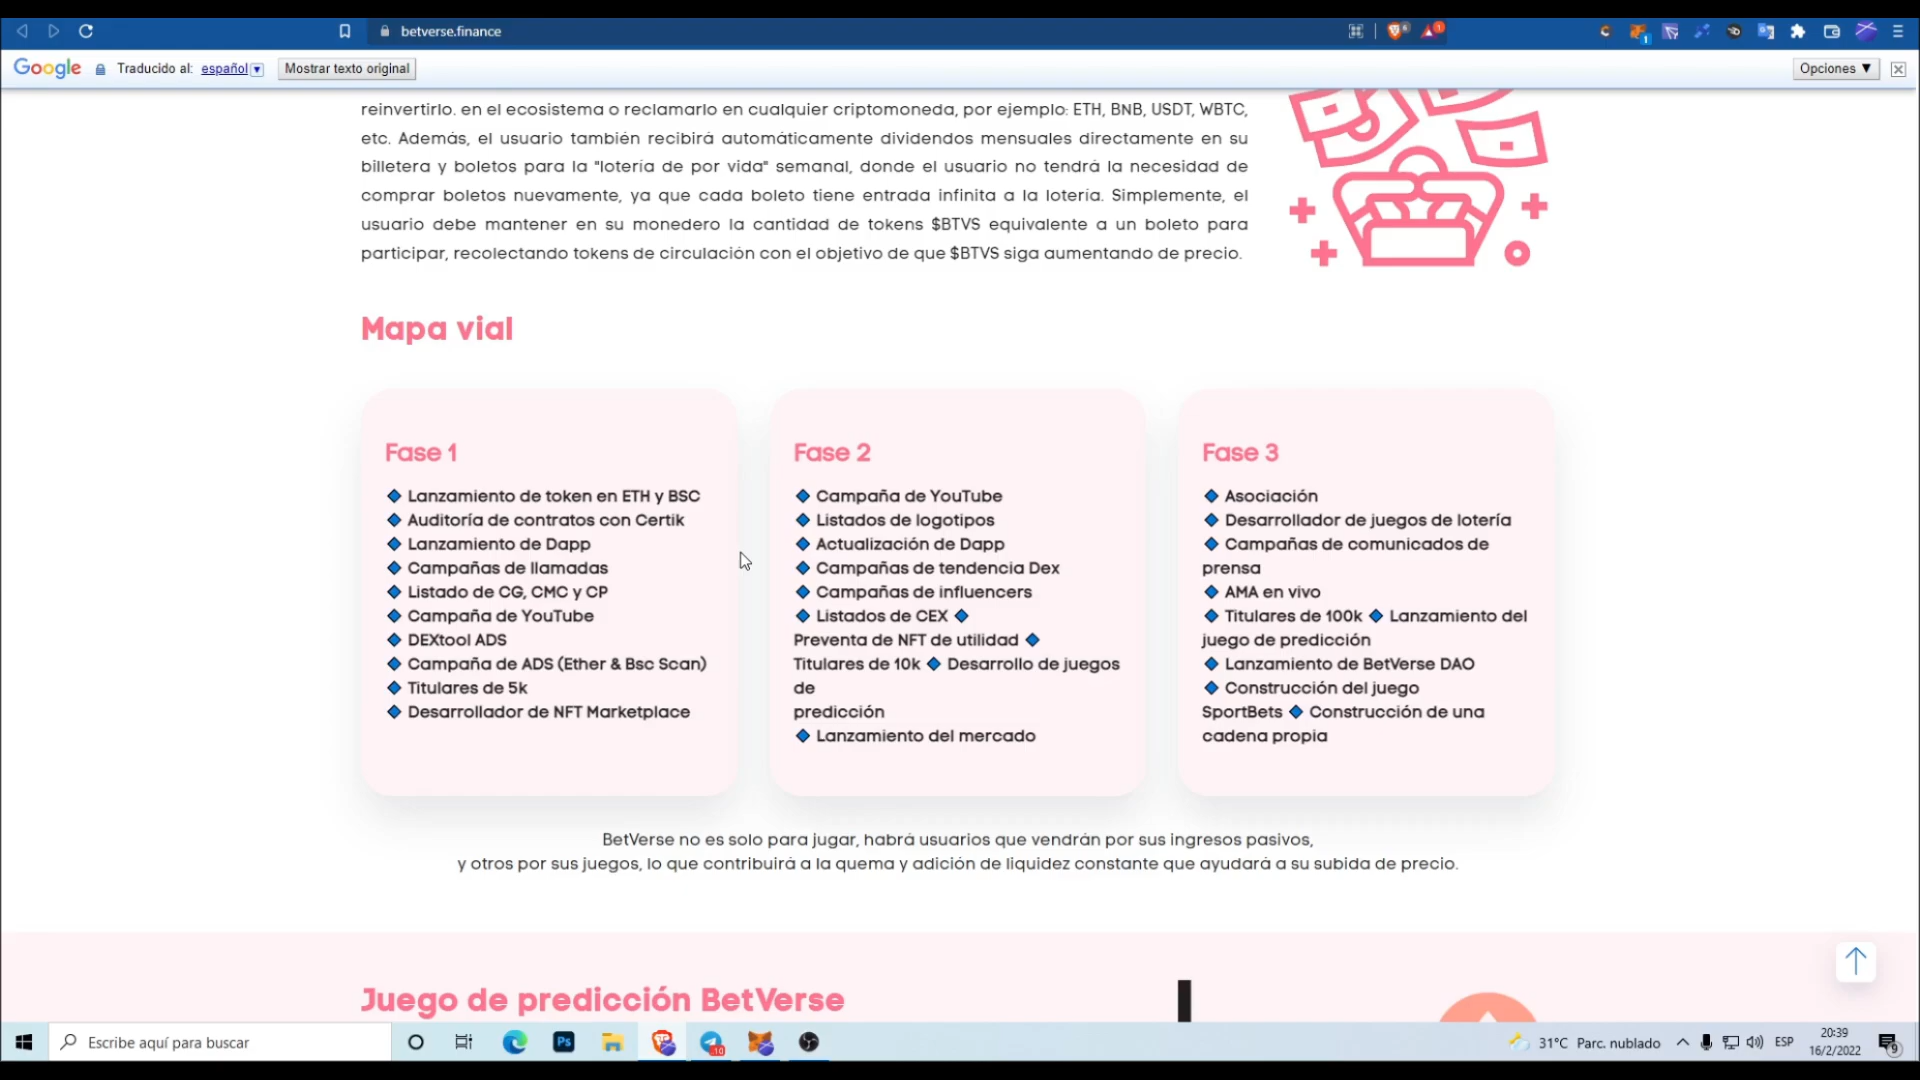 betverse.finance
6
1
1
Google
Traducido al: español
Mostrar texto original
Opciones ▼
reinvertirlo. en el ecosistema o reclamarlo en cualquier criptomoneda, por ejemplo: ETH, BNB, USDT, WBTC,
etc. Además, el usuario también recibirá automáticamente dividendos mensuales directamente en su
billetera y boletos para la "lotería de por vida" semanal, donde el usuario no tendrá la necesidad de
comprar boletos nuevamente, ya que cada boleto tiene entrada infinita a la lotería. Simplemente, el
usuario debe mantener en su monedero la cantidad de tokens $BTVS equivalente a un boleto para
participar, recolectando tokens de circulación con el objetivo de que $BTVS siga aumentando de precio.
Mapa vial
Fase 1
Lanzamiento de token en ETH y BSC
Auditoría de contratos con Certik
Lanzamiento de Dapp
Campañas de llamadas
Listado de CG, CMC y CP
Campaña de YouTube
DEXtool ADS
Campaña de ADS (Ether & Bsc Scan)
Titulares de 5k
Desarrollador de NFT Marketplace
Fase 2
Campaña de YouTube
Listados de logotipos
Actualización de Dapp
Campañas de tendencia Dex
Campañas de influencers
Listados de CEX
Preventa de NFT de utilidad
Titulares de 10k Desarrollo de juegos
de
predicción
Lanzamiento del mercado
Fase 3
Asociación
Desarrollador de juegos de lotería
Campañas de comunicados de
prensa
AMA en vivo
Titulares de 100k Lanzamiento del
juego de predicción
Lanzamiento de BetVerse DAO
Construcción del juego
SportBets Construcción de una
cadena propia
BetVerse no es solo para jugar, habrá usuarios que vendrán por sus ingresos pasivos,
y otros por sus juegos, lo que contribuirá a la quema y adición de liquidez constante que ayudará a su subida de precio.
Juego de predicción BetVerse
Escribe aquí para buscar
Ps
10
31°C Parc. nublado
ESP
20:39
16/2/2022
9